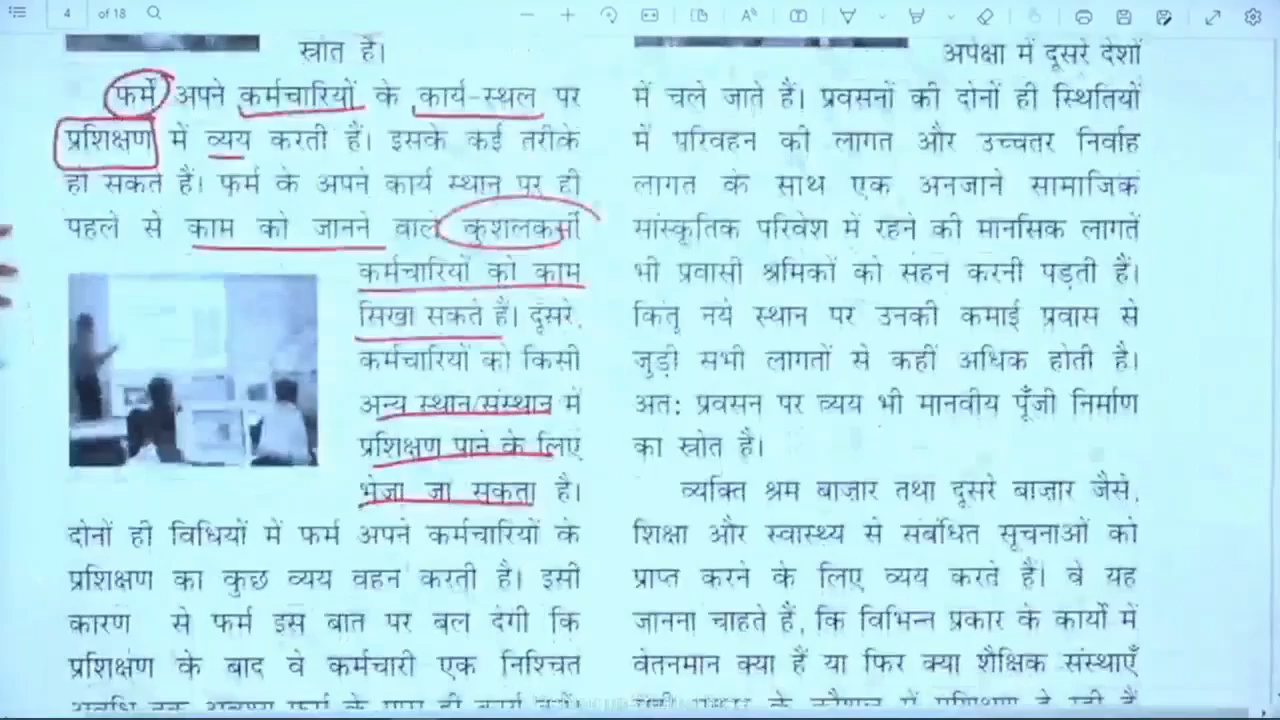 4 of 18
स्रोत है।
फर्में अपने कर्मचारियों के कार्य-स्थल पर
प्रशिक्षण में व्यय करती हैं। इसके कई तरीके
हो सकते हैं। फर्म के अपने कार्य स्थान पर ही
पहले से काम को जानने वाले कुशलकर्मी
कर्मचारियों को काम
सिखा सकते हैं। दूसरे,
कर्मचारियों को किसी
अन्य स्थान/संस्थान में
प्रशिक्षण पाने के लिए
भेजा जा सकता है।
दोनों ही विधियों में फर्म अपने कर्मचारियों के
प्रशिक्षण का कुछ व्यय वहन करती है। इसी
कारण से फर्म इस बात पर बल देगी कि
प्रशिक्षण के बाद वे कर्मचारी एक निश्चित
अपेक्षा में दूसरे देशों
में चले जाते हैं। प्रवसनों की दोनों ही स्थितियों
में परिवहन की लागत और उच्चतर निर्वाह
लागत के साथ एक अनजाने सामाजिक
सांस्कृतिक परिवेश में रहने की मानसिक लागतें
भी प्रवासी श्रमिकों को सहन करनी पड़ती हैं।
किंतु नये स्थान पर उनकी कमाई प्रवास से
जुड़ी सभी लागतों से कहीं अधिक होती है।
अतः प्रवसन पर व्यय भी मानवीय पूँजी निर्माण
का स्रोत है।
व्यक्ति श्रम बाज़ार तथा दूसरे बाज़ार जैसे,
शिक्षा और स्वास्थ्य से संबंधित सूचनाओं को
प्राप्त करने के लिए व्यय करते हैं। वे यह
जानना चाहते हैं, कि विभिन्न प्रकार के कार्यों में
वेतनमान क्या हैं या फिर क्या शैक्षिक संस्थाएँ